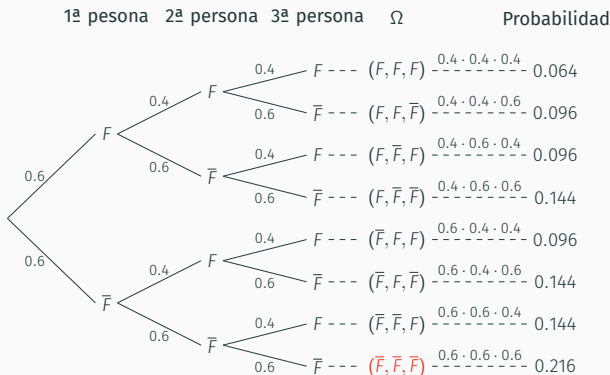 1ª pesona 2ª persona 3ª persona Ω Probabilidad
0.4 F (F, F, F) 0.4 · 0.4 · 0.4 0.064
0.4 F
0.6 F̅ (F, F, F̅) 0.4 · 0.4 · 0.6 0.096
0.6 F
0.4 F (F, F̅, F) 0.4 · 0.6 · 0.4 0.096
0.6 F̅
0.6 F̅ (F, F̅, F̅) 0.4 · 0.6 · 0.6 0.144
0.4 F (F̅, F, F) 0.6 · 0.4 · 0.4 0.096
0.4 F
0.6 F̅ (F̅, F, F̅) 0.6 · 0.4 · 0.6 0.144
0.6 F̅
0.4 F (F̅, F̅, F) 0.6 · 0.6 · 0.4 0.144
0.6 F̅
0.6 F̅ (F̅, F̅, F̅) 0.6 · 0.6 · 0.6 0.216